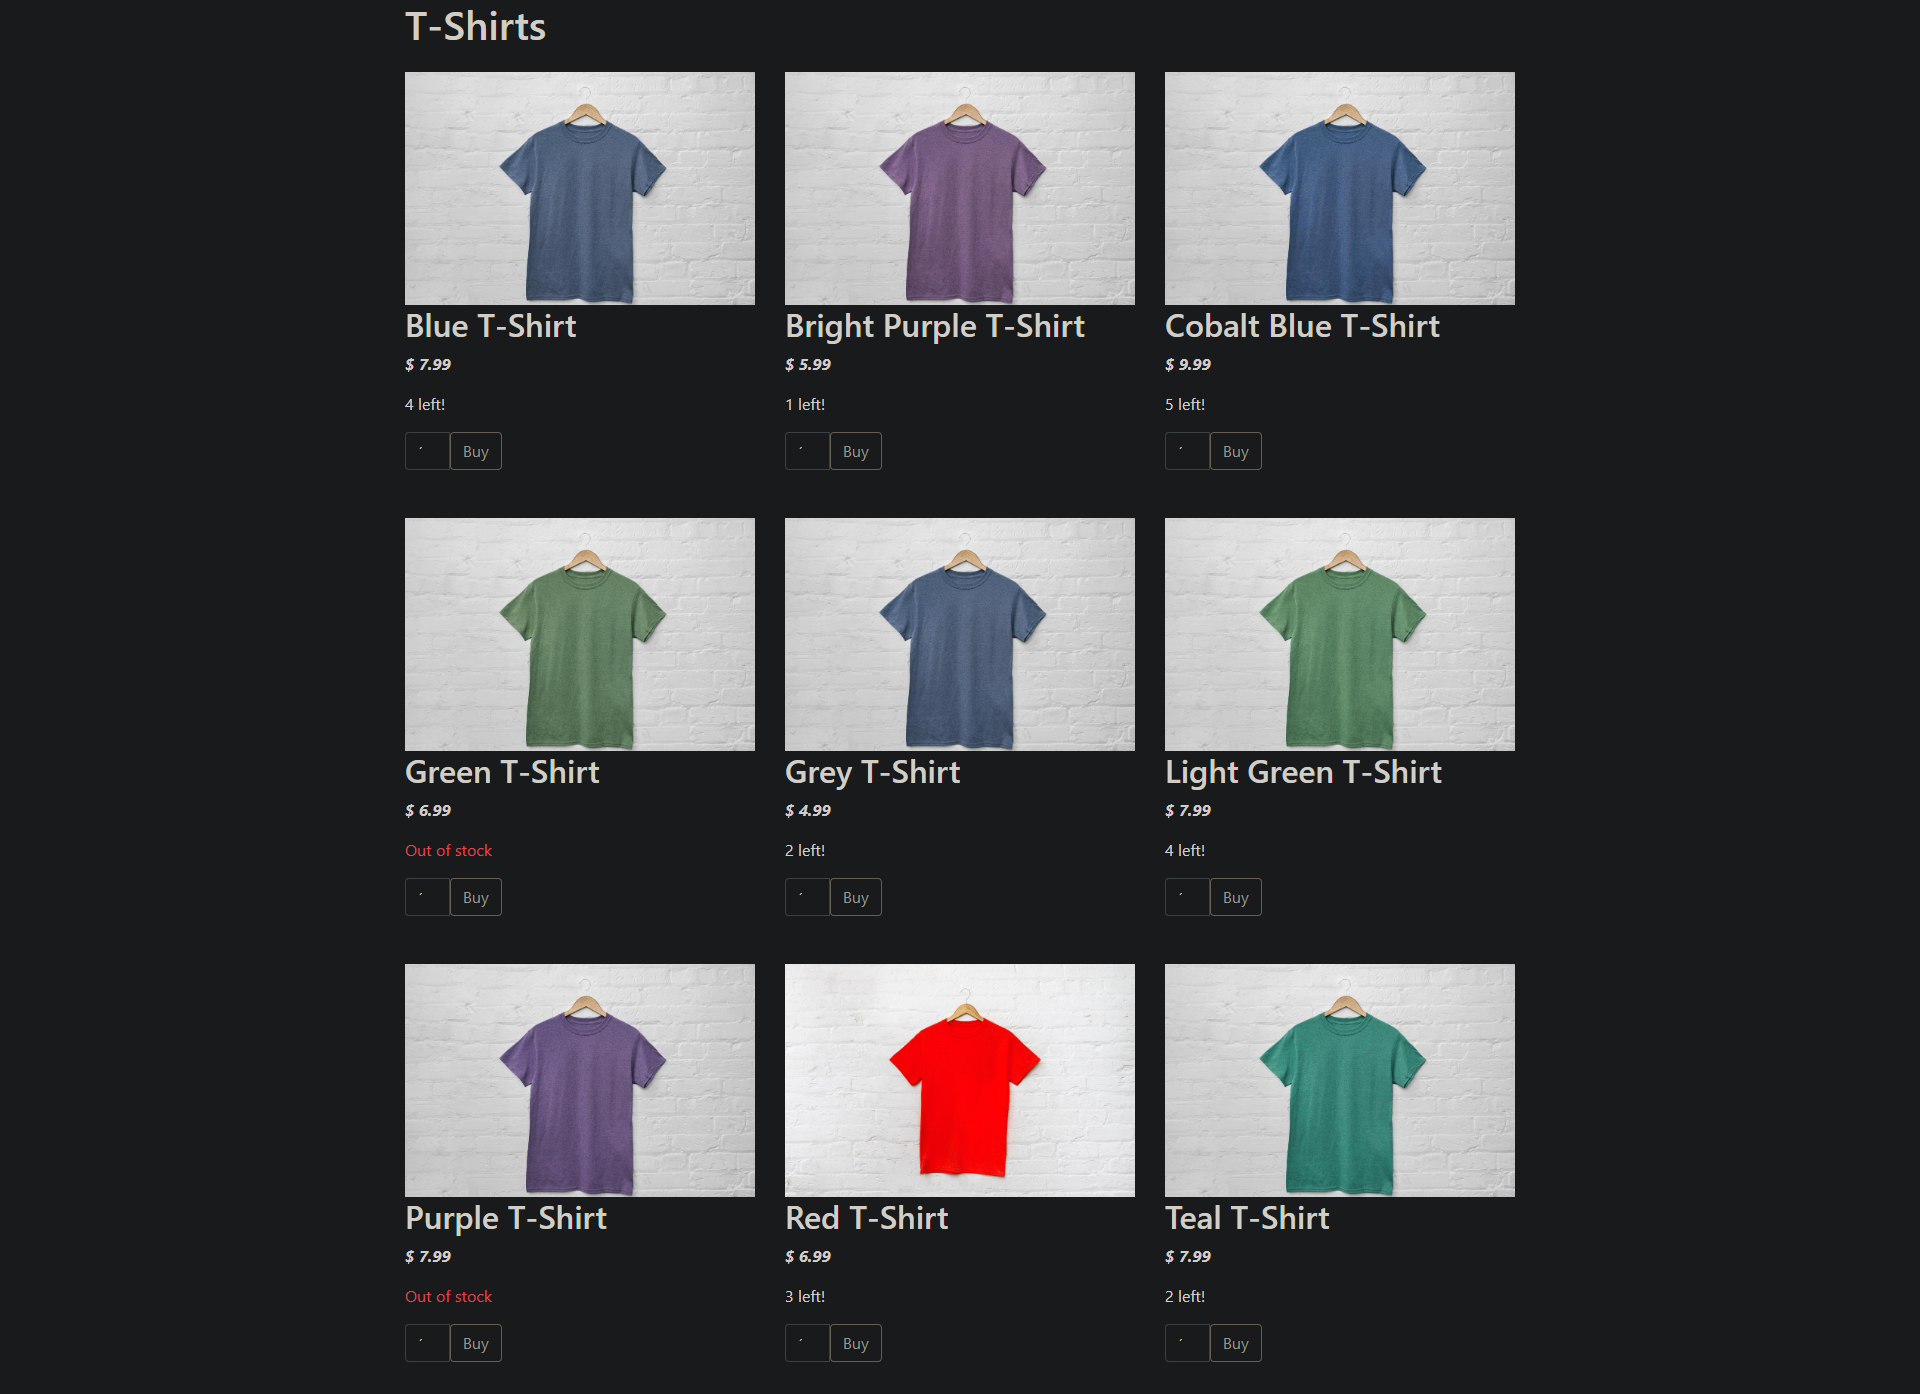 T-Shirts
Blue T-Shirt
$ 7.99
4 left!
Buy
Bright Purple T-Shirt
$ 5.99
1 left!
Buy
Cobalt Blue T-Shirt
$ 9.99
5 left!
Buy
Green T-Shirt
$ 6.99
Out of stock
Buy
Grey T-Shirt
$ 4.99
2 left!
Buy
Light Green T-Shirt
$ 7.99
4 left!
Buy
Purple T-Shirt
$ 7.99
Out of stock
Buy
Red T-Shirt
$ 6.99
3 left!
Buy
Teal T-Shirt
$ 7.99
2 left!
Buy